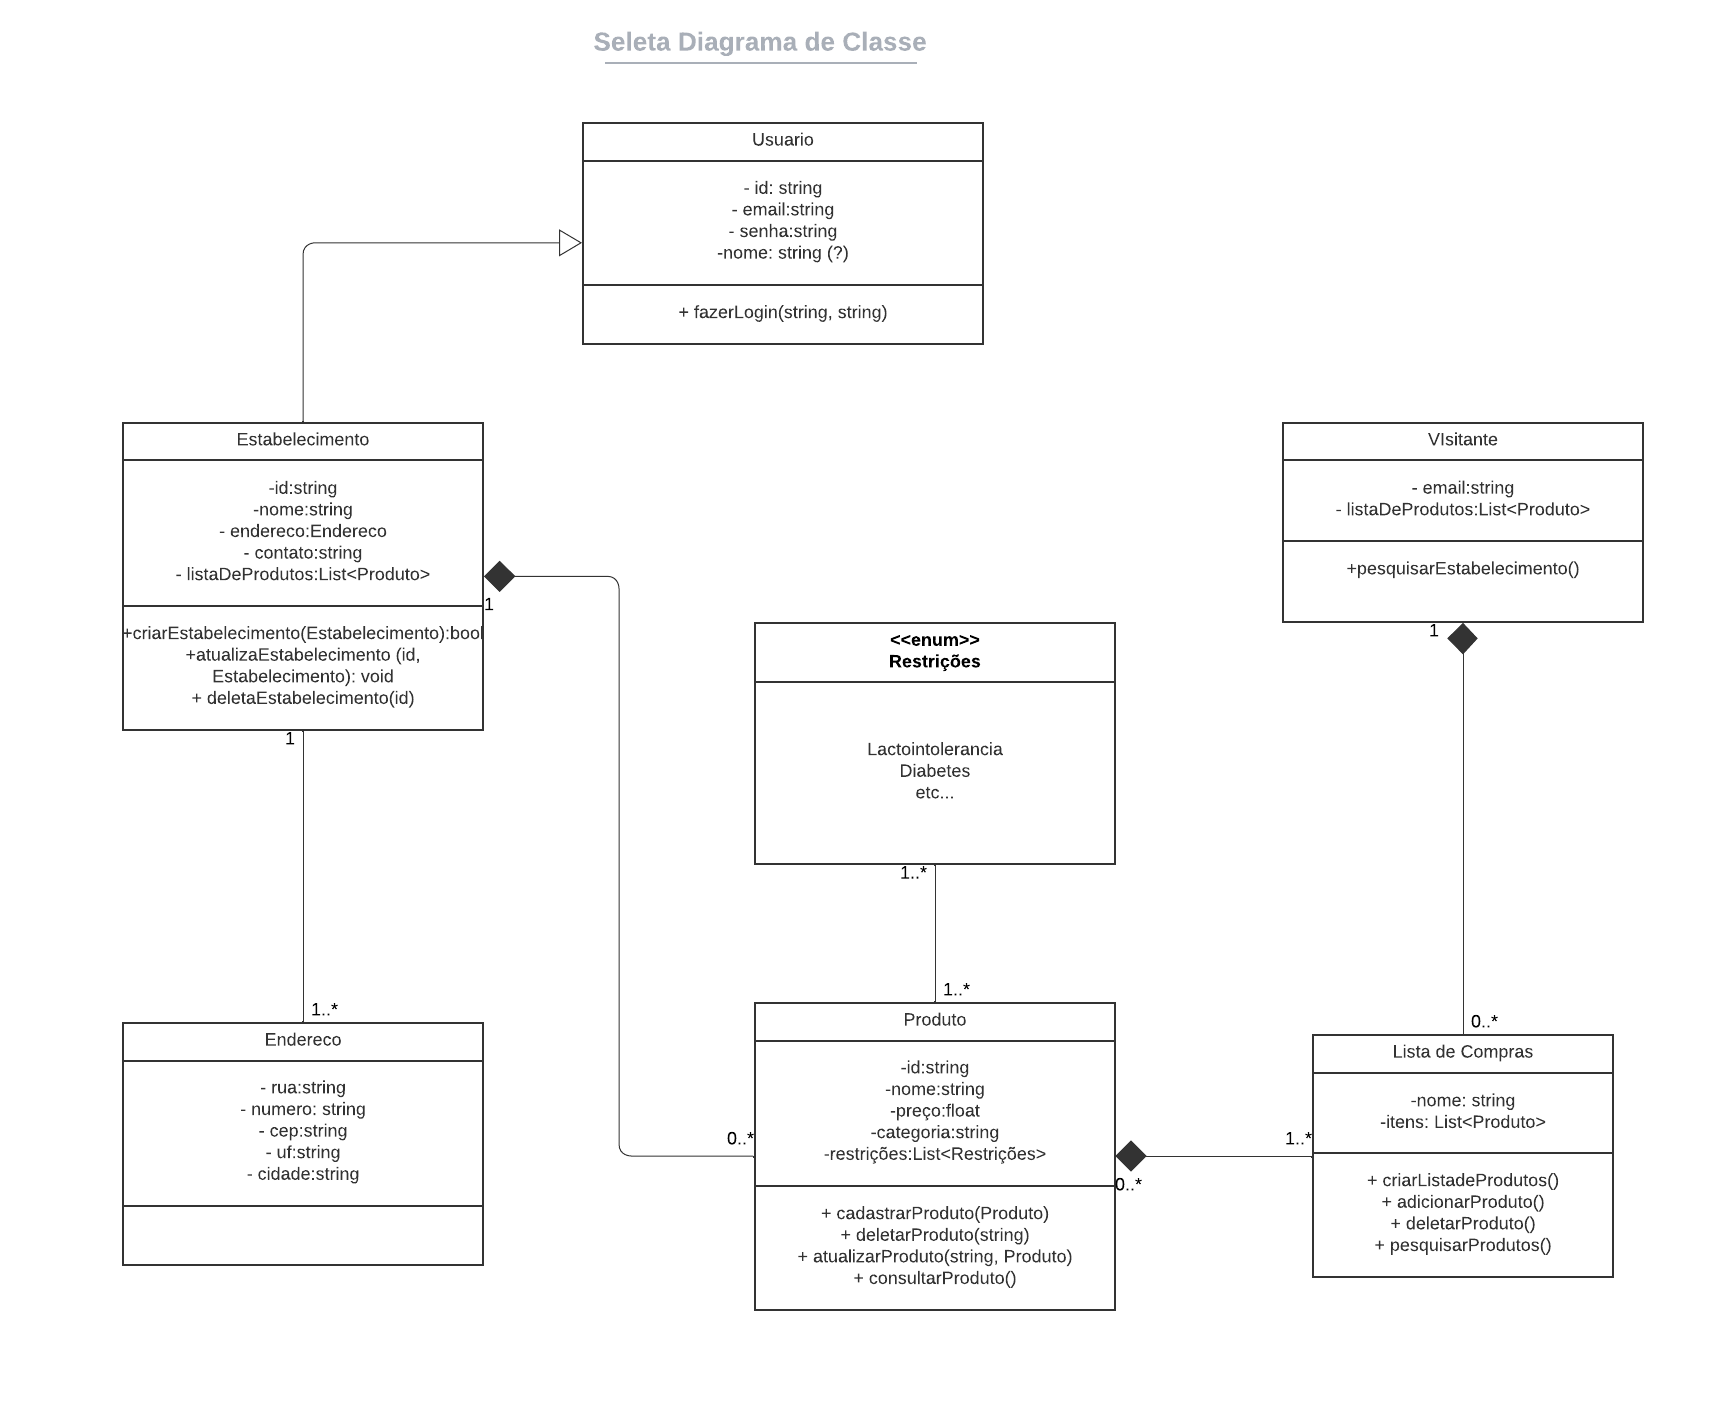 Seleta Diagrama de Classe
Usuario
- id: string
- email:string
- senha:string
-nome: string (?)
+ fazerLogin(string, string)
Estabelecimento
-id:string
-nome:string
- endereco:Endereco
- contato:string
- listaDeProdutos:List<Produto>
+criarEstabelecimento(Estabelecimento):bool
+atualizaEstabelecimento (id,
Estabelecimento): void
+ deletaEstabelecimento(id)
1
1
VIsitante
- email:string
- listaDeProdutos:List<Produto>
+pesquisarEstabelecimento()
1
<<enum>>
Restrições
Lactointolerancia
Diabetes
etc...
1..*
1..*
Endereco
- rua:string
- numero: string
- cep:string
- uf:string
- cidade:string
1..*
Produto
-id:string
-nome:string
-preço:float
-categoria:string
-restrições:List<Restrições>
+ cadastrarProduto(Produto)
+ deletarProduto(string)
+ atualizarProduto(string, Produto)
+ consultarProduto()
0..*
0..*
0..*
Lista de Compras
-nome: string
-itens: List<Produto>
+ criarListadeProdutos()
+ adicionarProduto()
+ deletarProduto()
+ pesquisarProdutos()
1..*